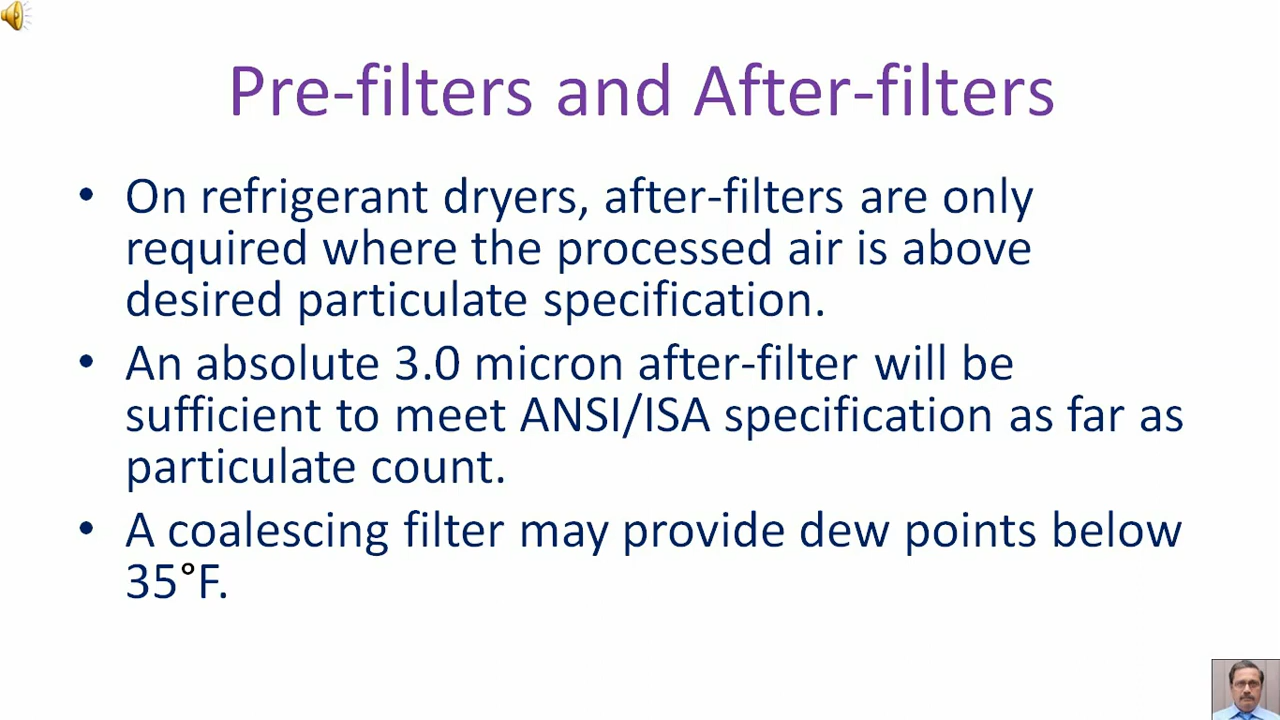 Pre-filters and After-filters
• On refrigerant dryers, after-filters are only
required where the processed air is above
desired particulate specification.
• An absolute 3.0 micron after-filter will be
sufficient to meet ANSI/ISA specification as far as
particulate count.
• A coalescing filter may provide dew points below
35°F.